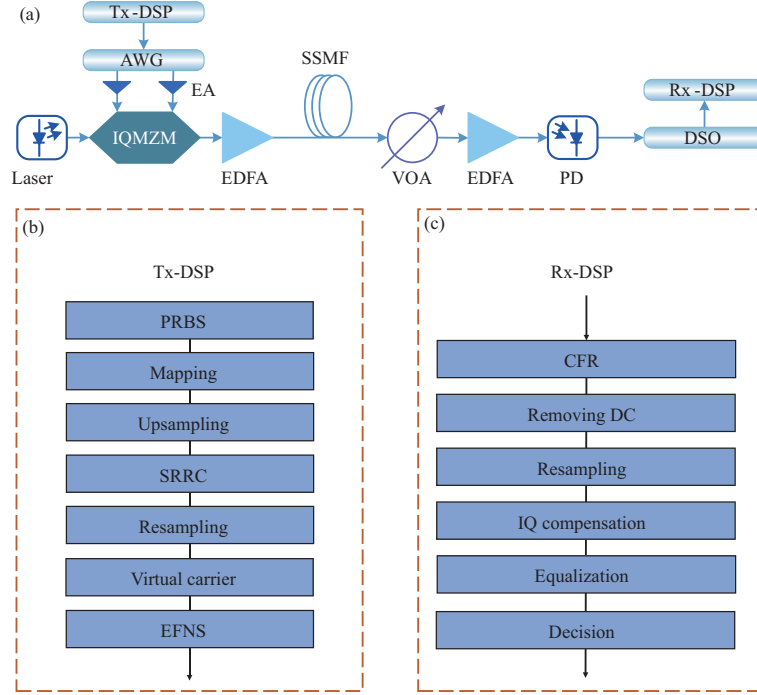 (a)
Tx-DSP
AWG
EA
SSMF
Rx -DSP
IQMZM
DSO
Laser
EDFA
VOA
EDFA
PD
(b)
Tx-DSP
PRBS
Mapping
Upsampling
SRRC
Resampling
Virtual carrier
EFNS
(c)
Rx-DSP
CFR
Removing DC
Resampling
IQ compensation
Equalization
Decision